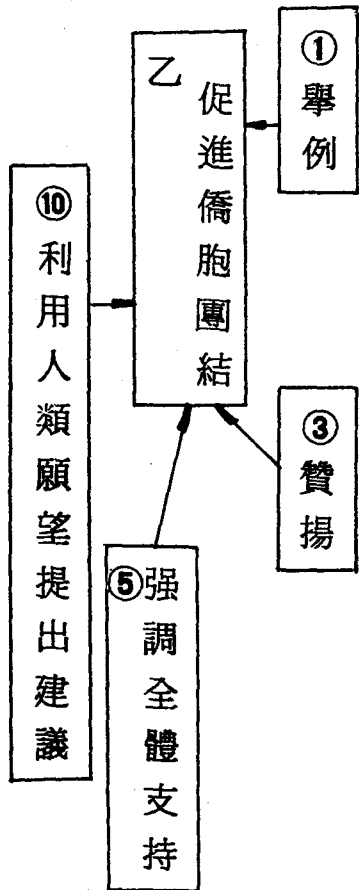 ①舉例
③贊揚
乙
促進僑胞團結
⑤强調全體支持
⑩利用人類願望提出建議